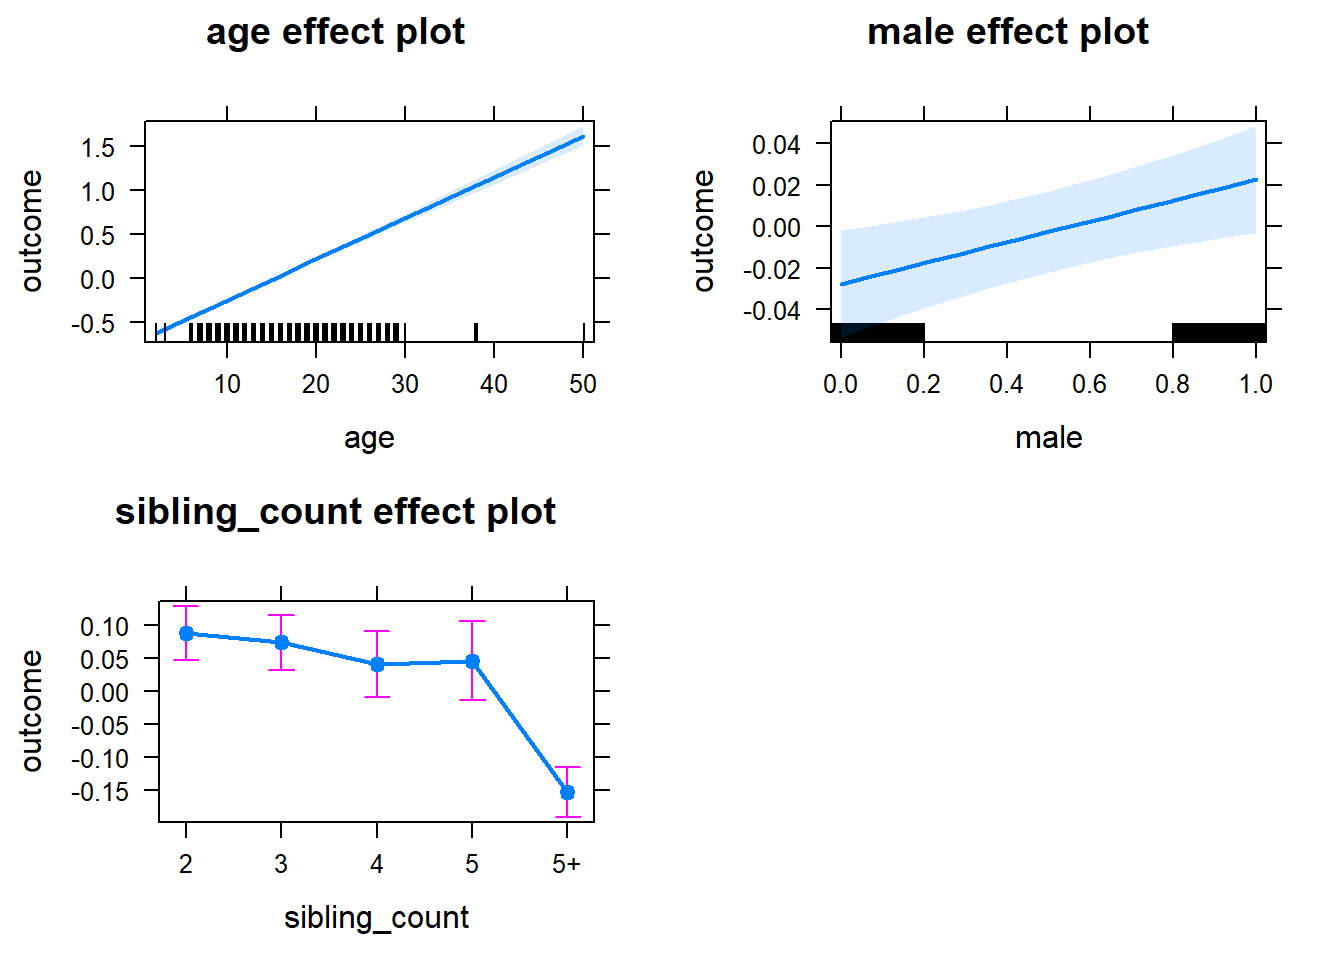 age effect plot
outcome
1.5
1.0
0.5
0.0
-0.5
10 20 30 40 50
age
male effect plot
outcome
0.04
0.02
0.00
-0.02
-0.04
0.0 0.2 0.4 0.6 0.8 1.0
male
sibling_count effect plot
outcome
0.10
0.05
0.00
-0.05
-0.10
-0.15
2 3 4 5 5+
sibling_count